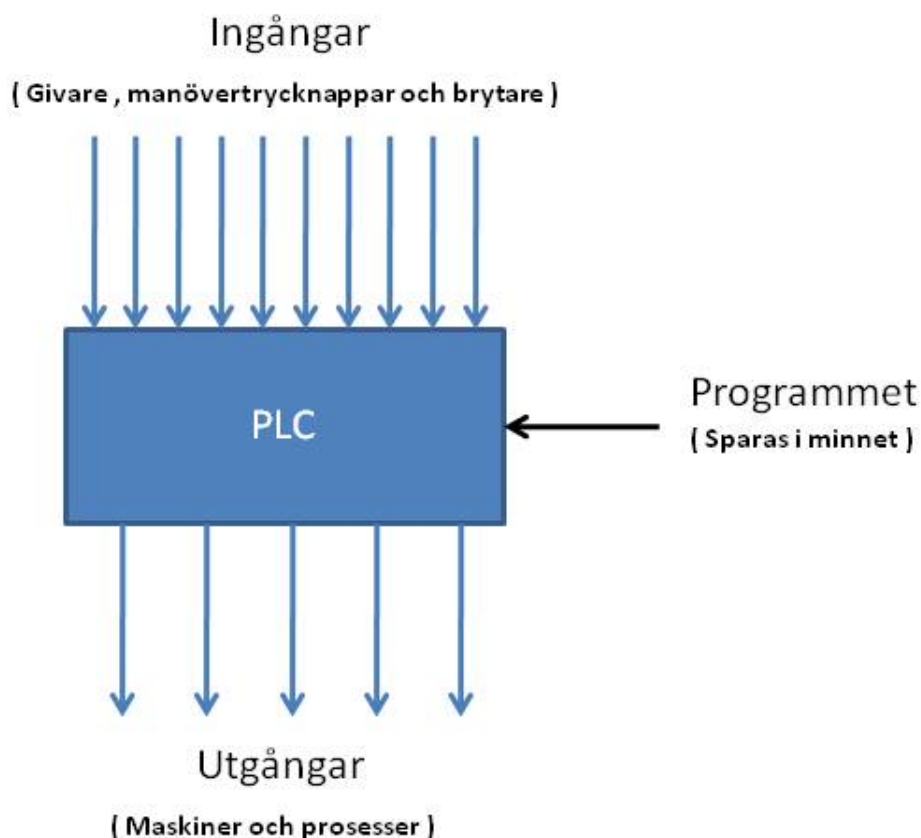 Ingångar
( Givare , manövertrycknappar och brytare )
PLC
Programmet
( Sparas i minnet )
Utgångar
( Maskiner och prosesser )